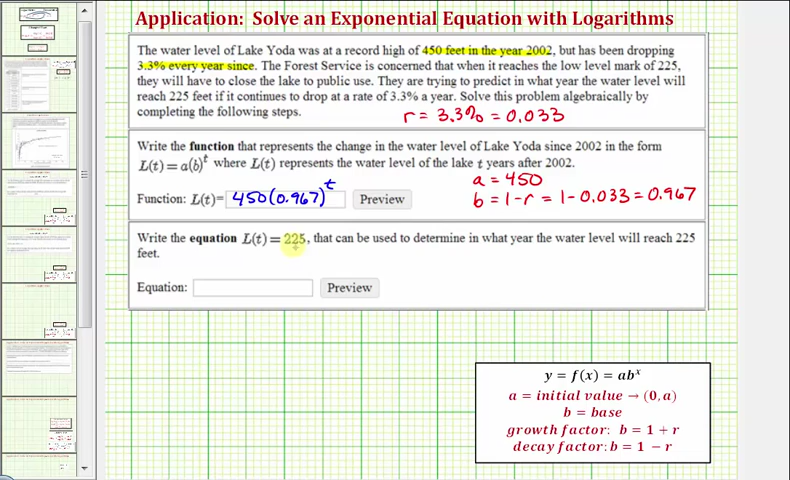 Application: Solve an Exponential Equation with Logarithms
The water level of Lake Yoda was at a record high of 450 feet in the year 2002, but has been dropping
3.3% every year since. The Forest Service is concerned that when it reaches the low level mark of 225,
they will have to close the lake to public use. They are trying to predict in what year the water level will
reach 225 feet if it continues to drop at a rate of 3.3% a year. Solve this problem algebraically by
completing the following steps.
r = 3.3% = 0.033
Write the function that represents the change in the water level of Lake Yoda since 2002 in the form
L(t) = a(b)^t where L(t) represents the water level of the lake t years after 2002.
a = 450
Function: L(t)= 450(0.967)^t Preview
b = 1 - r = 1 - 0.033 = 0.967
Write the equation L(t) = 225, that can be used to determine in what year the water level will reach 225
feet.
Equation: Preview
y = f(x) = ab^x
a = initial value → (0, a)
b = base
growth factor: b = 1 + r
decay factor: b = 1 − r